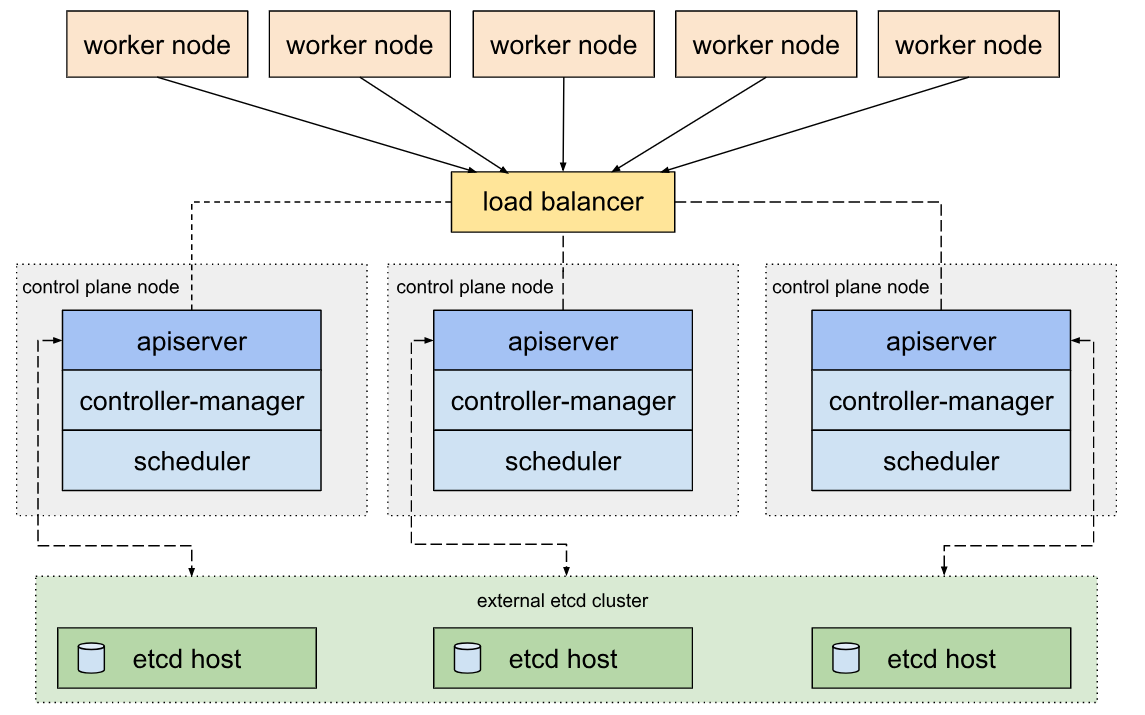 worker node
worker node
worker node
worker node
worker node
load balancer
control plane node
control plane node
control plane node
apiserver
apiserver
apiserver
controller-manager
controller-manager
controller-manager
scheduler
scheduler
scheduler
external etcd cluster
etcd host
etcd host
etcd host